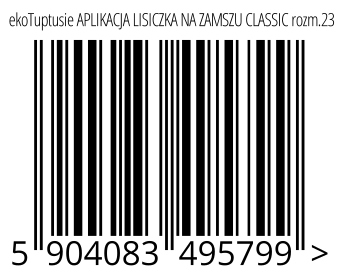 ekoTuptusie APLIKACJA LISICZKA NA ZAMSZU CLASSIC rozm.23
5 904083 495799 >